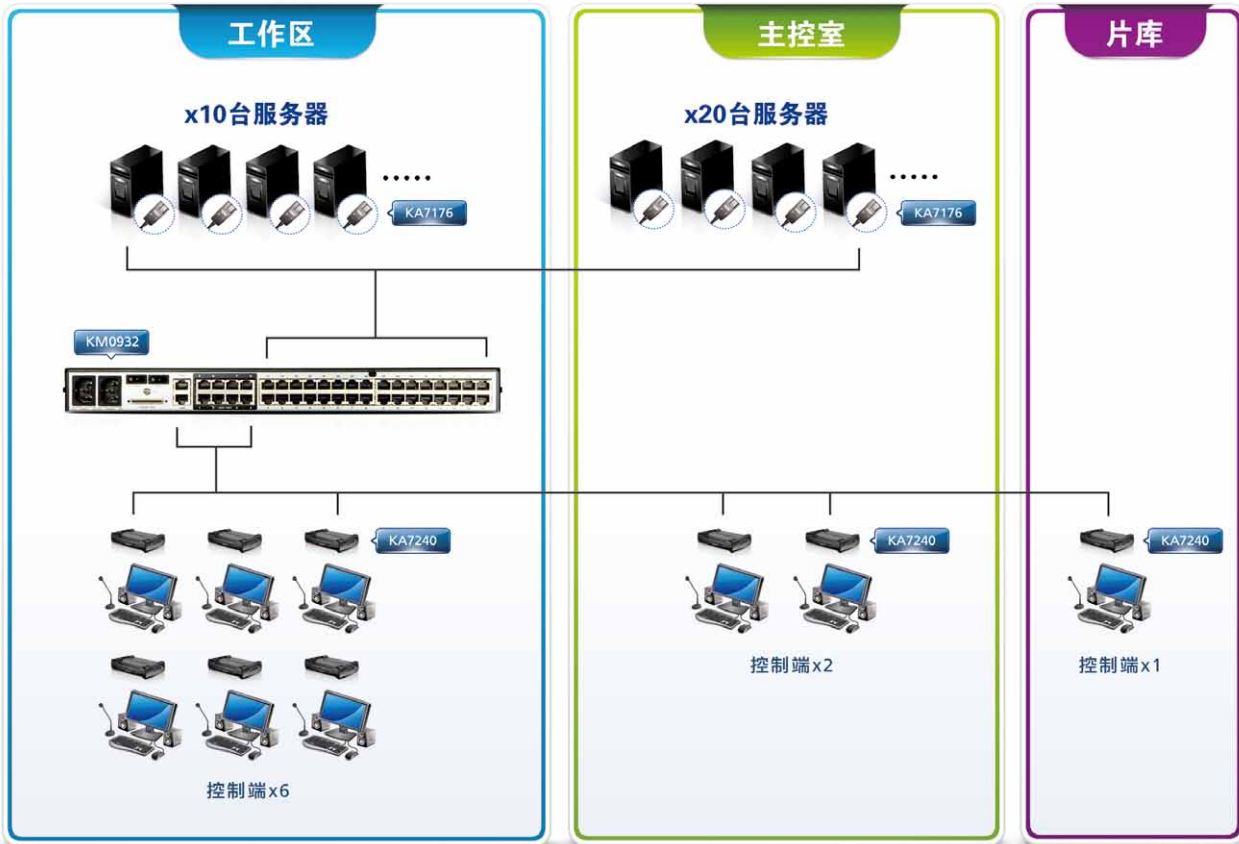 工作区
主控室
片库
x10台服务器
x20台服务器
.....
.....
KA7176
KA7176
KM0932
KA7240
KA7240
KA7240
控制端x2
控制端x1
控制端x6